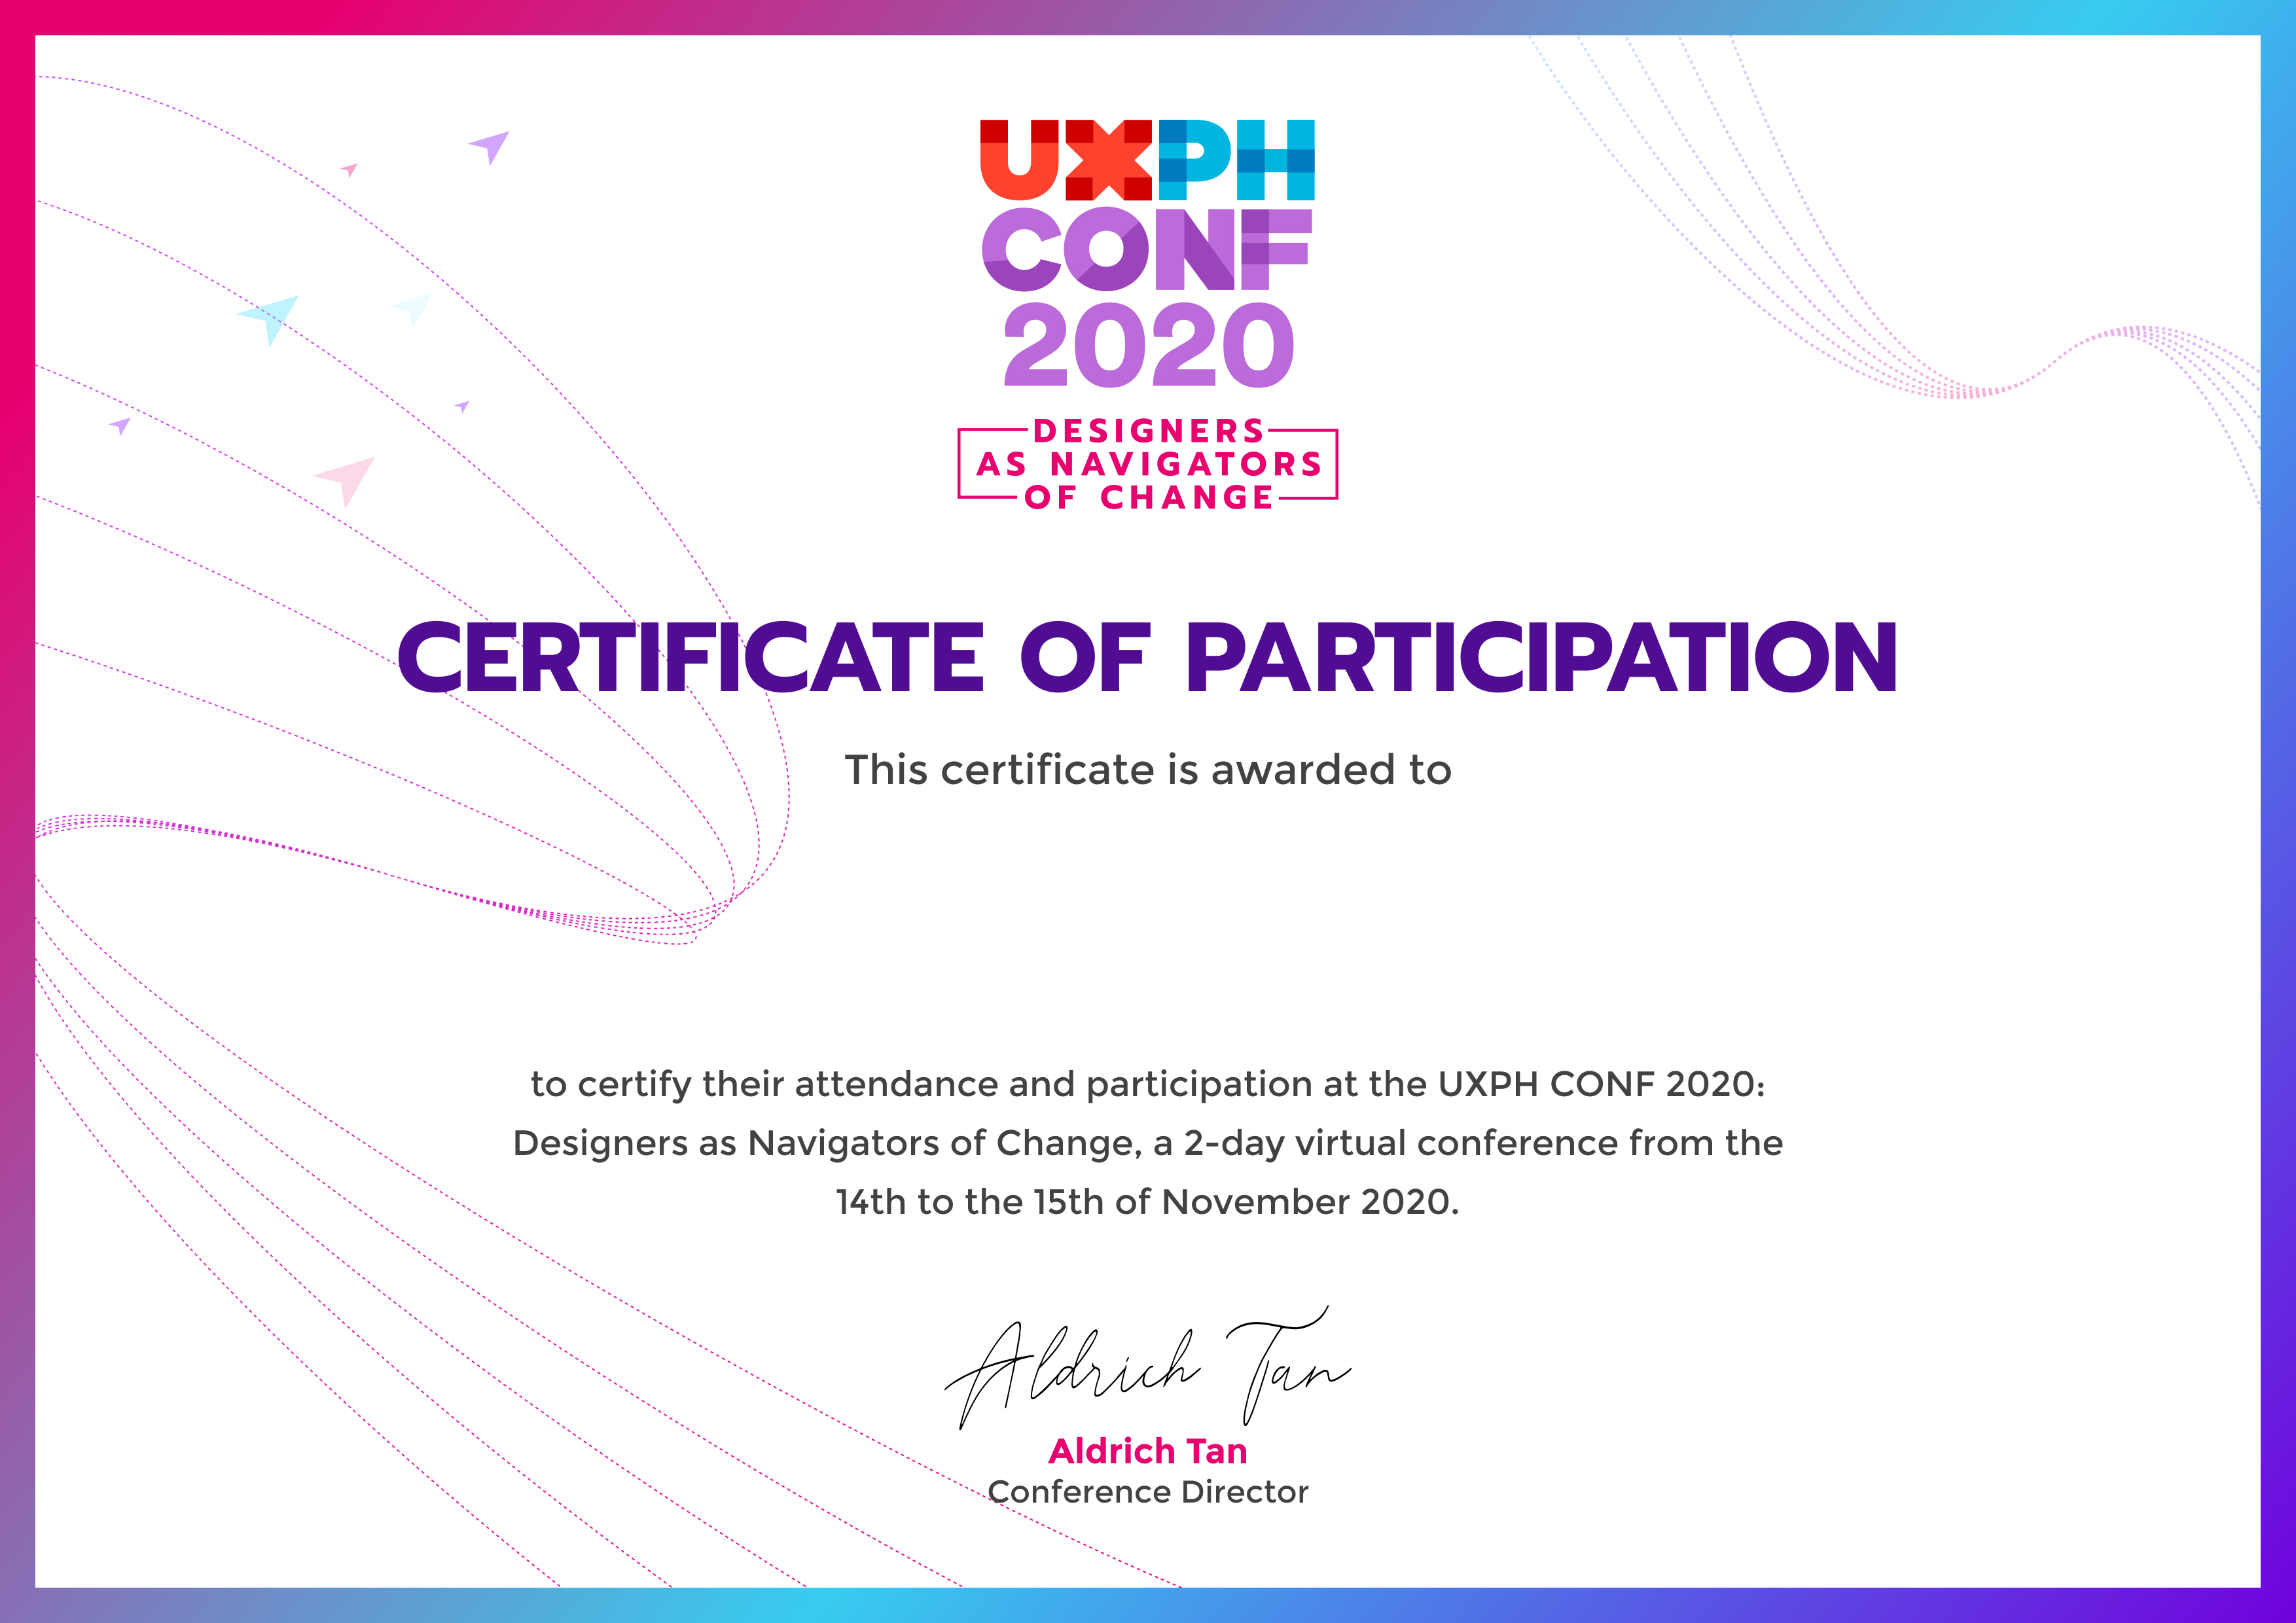 UXPH
CONF
2020
DESIGNERS
AS NAVIGATORS
OF CHANGE
CERTIFICATE OF PARTICIPATION
This certificate is awarded to
to certify their attendance and participation at the UXPH CONF 2020:
Designers as Navigators of Change, a 2-day virtual conference from the
14th to the 15th of November 2020.
Aldrich Tan
Aldrich Tan
Conference Director